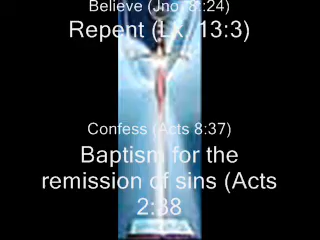 Believe (Jno. 8:24)
Repent (Lk. 13:3)
Confess (Acts 8:37)
Baptism for the
remission of sins (Acts
2:38